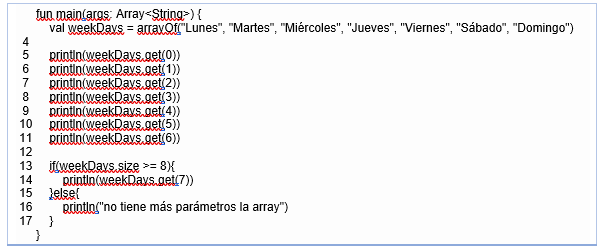 fun main(args: Array<String>) {
val weekDays = arrayOf("Lunes", "Martes", "Miércoles", "Jueves", "Viernes", "Sábado", "Domingo")
4
5 println(weekDays.get(0))
6 println(weekDays.get(1))
7 println(weekDays.get(2))
8 println(weekDays.get(3))
9 println(weekDays.get(4))
10 println(weekDays.get(5))
11 println(weekDays.get(6))
12
13 if(weekDays.size >= 8){
14 println(weekDays.get(7))
15 }else{
16 println("no tiene más parámetros la array")
17 }
}